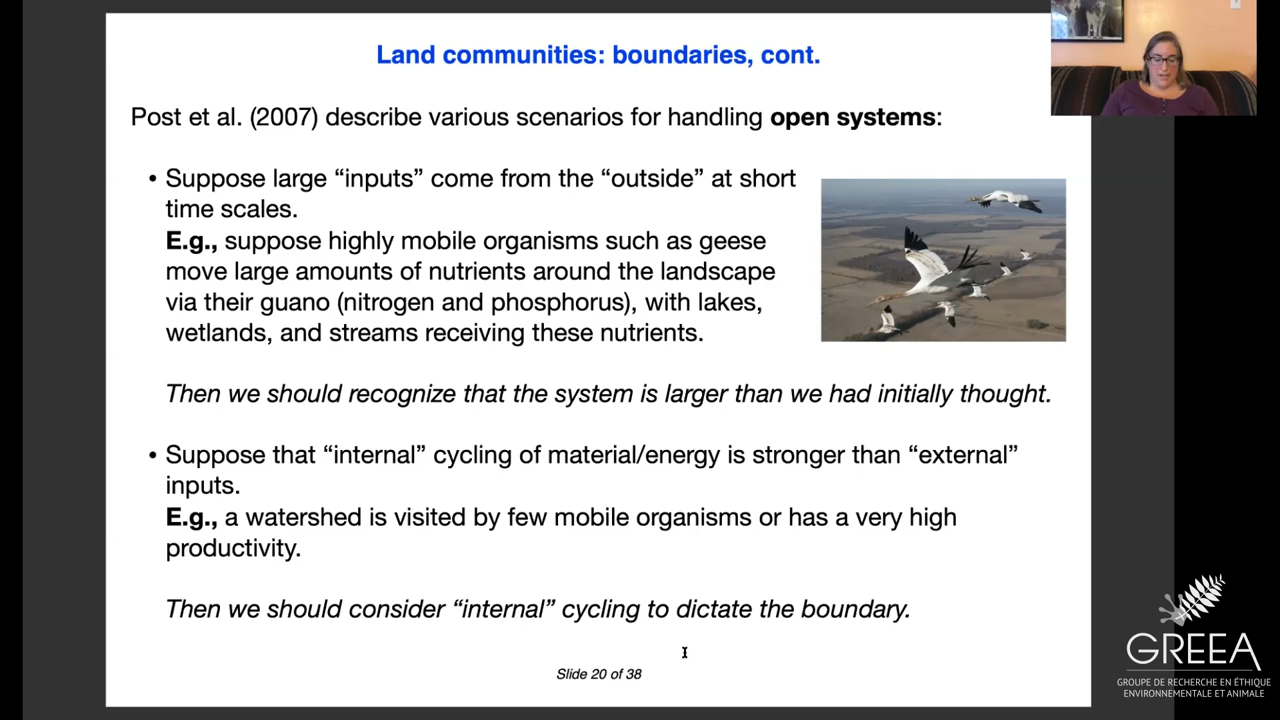 Land communities: boundaries, cont.
Post et al. (2007) describe various scenarios for handling open systems:
• Suppose large “inputs” come from the “outside” at short
time scales.
E.g., suppose highly mobile organisms such as geese
move large amounts of nutrients around the landscape
via their guano (nitrogen and phosphorus), with lakes,
wetlands, and streams receiving these nutrients.
Then we should recognize that the system is larger than we had initially thought.
• Suppose that “internal” cycling of material/energy is stronger than “external”
inputs.
E.g., a watershed is visited by few mobile organisms or has a very high
productivity.
Then we should consider “internal” cycling to dictate the boundary.
Slide 20 of 38
GREEA
GROUPE DE RECHERCHE EN ÉTHIQUE
ENVIRONNEMENTALE ET ANIMALE